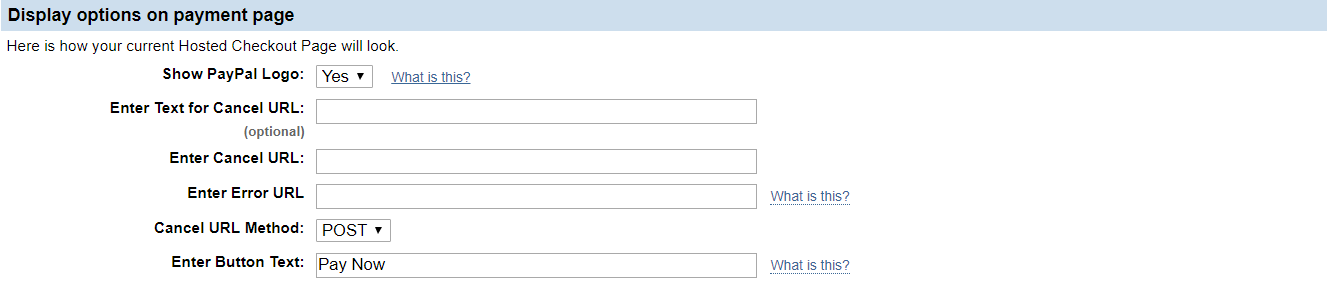 Display options on payment page
Here is how your current Hosted Checkout Page will look.
Show PayPal Logo: Yes ▼ What is this?
Enter Text for Cancel URL:
(optional)
Enter Cancel URL:
Enter Error URL What is this?
Cancel URL Method: POST ▼
Enter Button Text: Pay Now What is this?